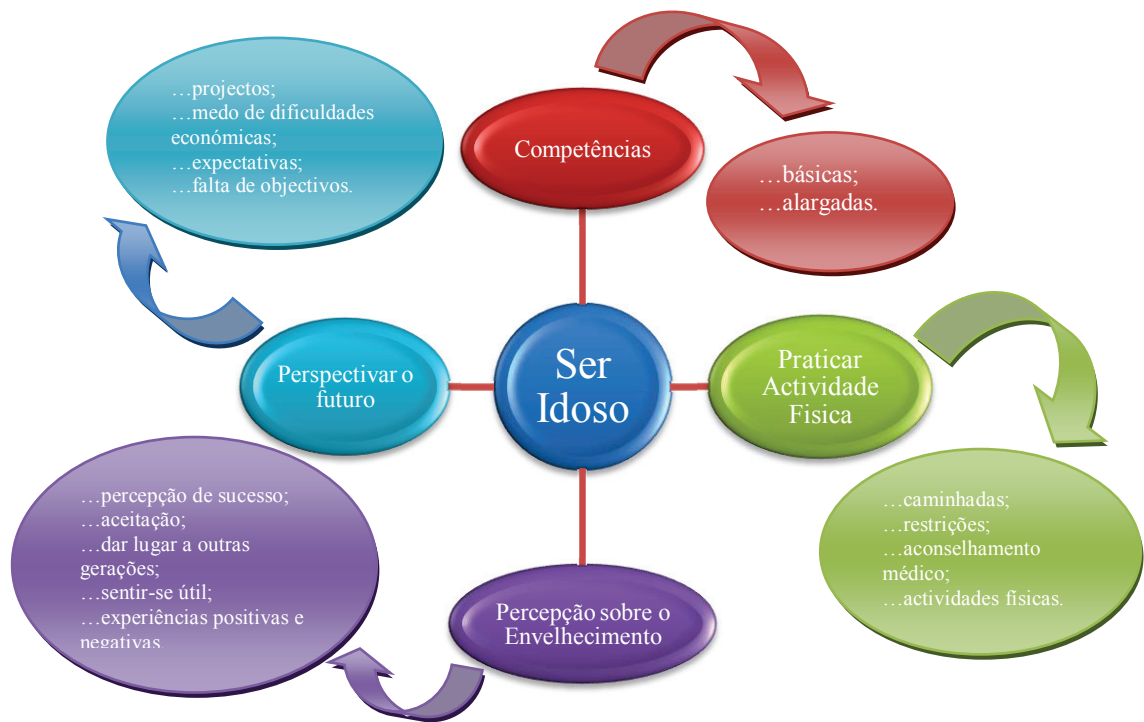 …projectos;
…medo de dificuldades
económicas;
…expectativas;
…falta de objectivos.
Competências
…básicas;
…alargadas.
Perspectivar o
futuro
Ser
Idoso
Praticar
Actividade
Fisica
…percepção de sucesso;
…aceitação;
…dar lugar a outras
gerações;
…sentir-se útil;
…experiências positivas e
negativas.
Percepção sobre o
Envelhecimento
…caminhadas;
…restrições;
…aconselhamento
médico;
…actividades físicas.